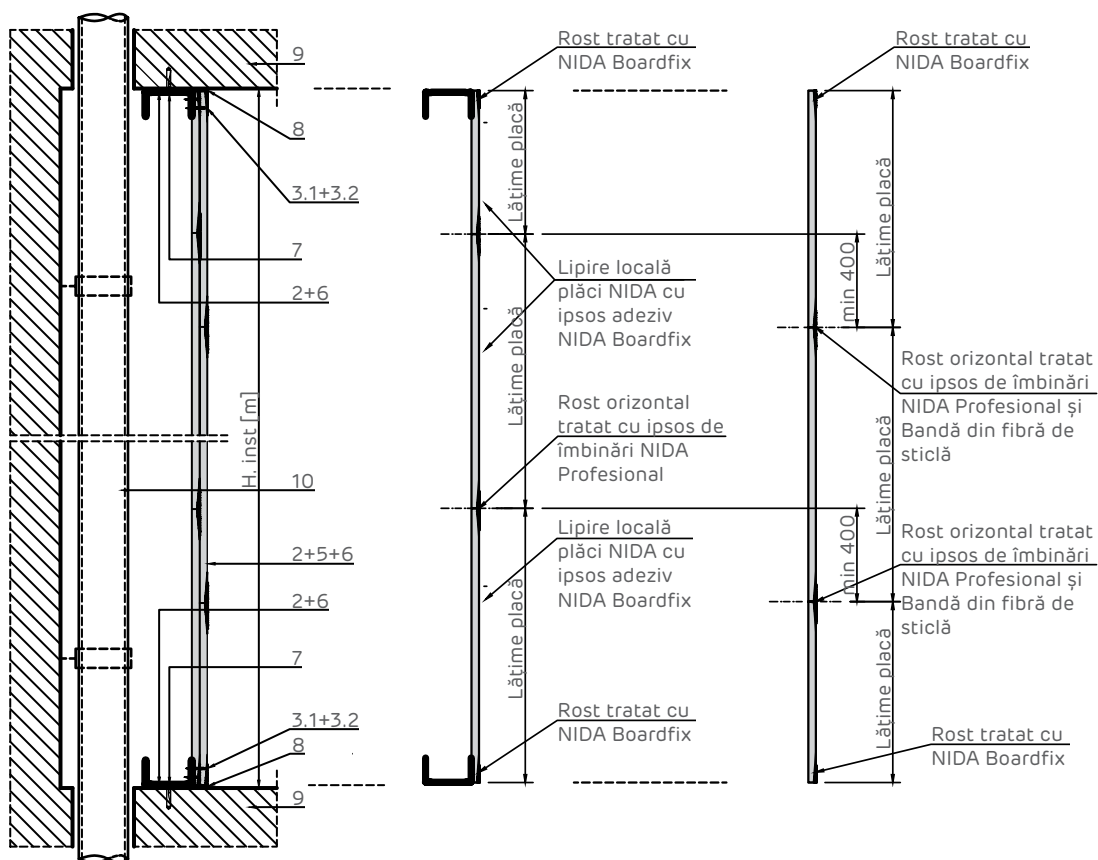 9
8
3.1+3.2
7
2+6
H. inst [m]
10
2+5+6
2+6
7
3.1+3.2
8
9
Rost tratat cu
NIDA Boardfix
Lățime placă
Lipire locală
plăci NIDA cu
ipsos adeziv
NIDA Boardfix
Lățime placă
Rost orizontal
tratat cu ipsos de
îmbinări NIDA
Profesional
Lipire locală
plăci NIDA cu
ipsos adeziv
NIDA Boardfix
Lățime placă
Rost tratat cu
NIDA Boardfix
Rost tratat cu
NIDA Boardfix
Lățime placă
min 400
Rost orizontal tratat
cu ipsos de îmbinări
NIDA Profesional și
Bandă din fibră de
sticlă
Lățime placă
min 400
Rost orizontal tratat
cu ipsos de îmbinări
NIDA Profesional și
Bandă din fibră de
sticlă
Lățime placă
Rost tratat cu
NIDA Boardfix